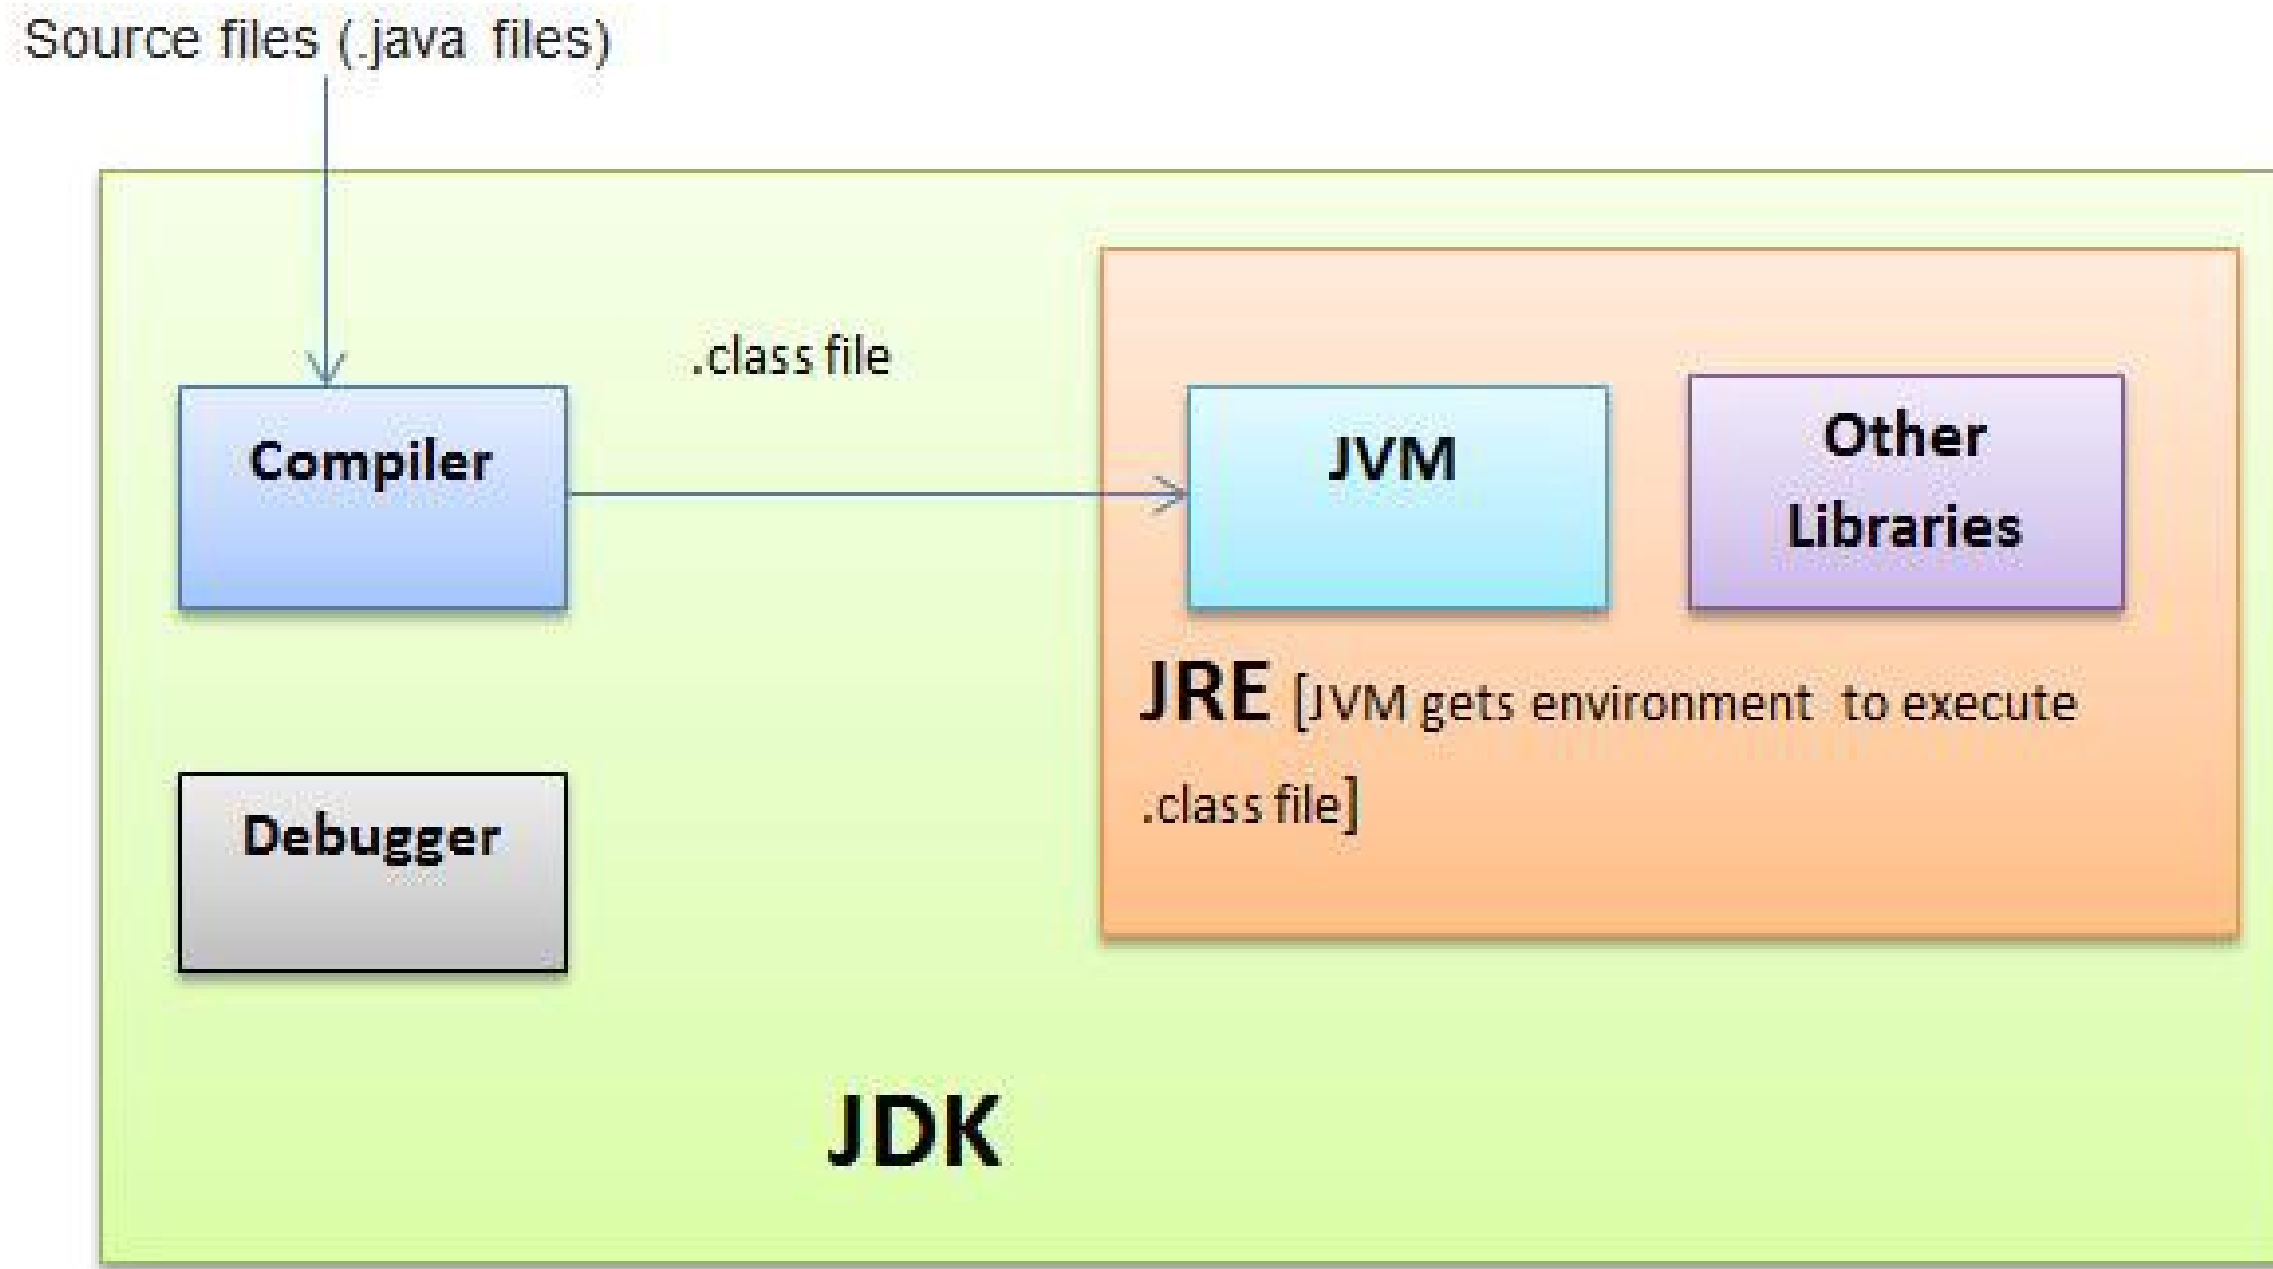 Source files (.java files)
.class file
Compiler
JVM
Other
Libraries
JRE [JVM gets environment to execute
.class file]
Debugger
JDK